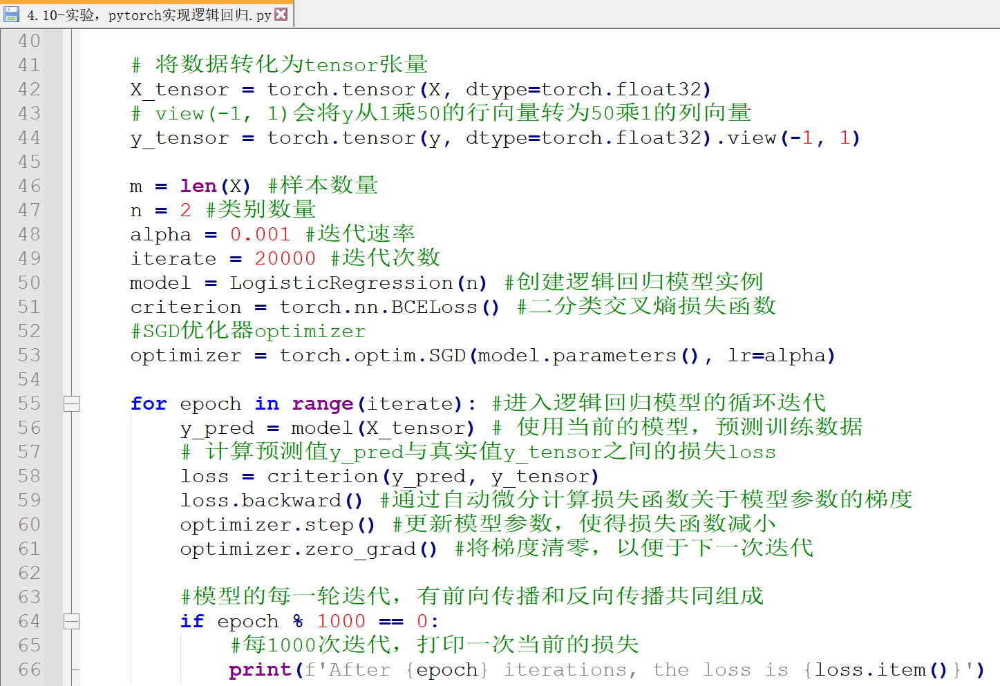 4.10-实验，pytorch实现逻辑回归.py
40
41 # 将数据转化为tensor张量
42 X_tensor = torch.tensor(X, dtype=torch.float32)
43 # view(-1, 1)会将y从1乘50的行向量转为50乘1的列向量
44 y_tensor = torch.tensor(y, dtype=torch.float32).view(-1, 1)
45
46 m = len(X) #样本数量
47 n = 2 #类别数量
48 alpha = 0.001 #迭代速率
49 iterate = 20000 #迭代次数
50 model = LogisticRegression(n) #创建逻辑回归模型实例
51 criterion = torch.nn.BCELoss() #二分类交叉熵损失函数
52 #SGD优化器optimizer
53 optimizer = torch.optim.SGD(model.parameters(), lr=alpha)
54
55 for epoch in range(iterate): #进入逻辑回归模型的循环迭代
56 y_pred = model(X_tensor) # 使用当前的模型，预测训练数据
57 # 计算预测值y_pred与真实值y_tensor之间的损失loss
58 loss = criterion(y_pred, y_tensor)
59 loss.backward() #通过自动微分计算损失函数关于模型参数的梯度
60 optimizer.step() #更新模型参数，使得损失函数减小
61 optimizer.zero_grad() #将梯度清零，以便于下一次迭代
62
63 #模型的每一轮迭代，有前向传播和反向传播共同组成
64 if epoch % 1000 == 0:
65 #每1000次迭代，打印一次当前的损失
66 print(f'After {epoch} iterations, the loss is {loss.item()}')